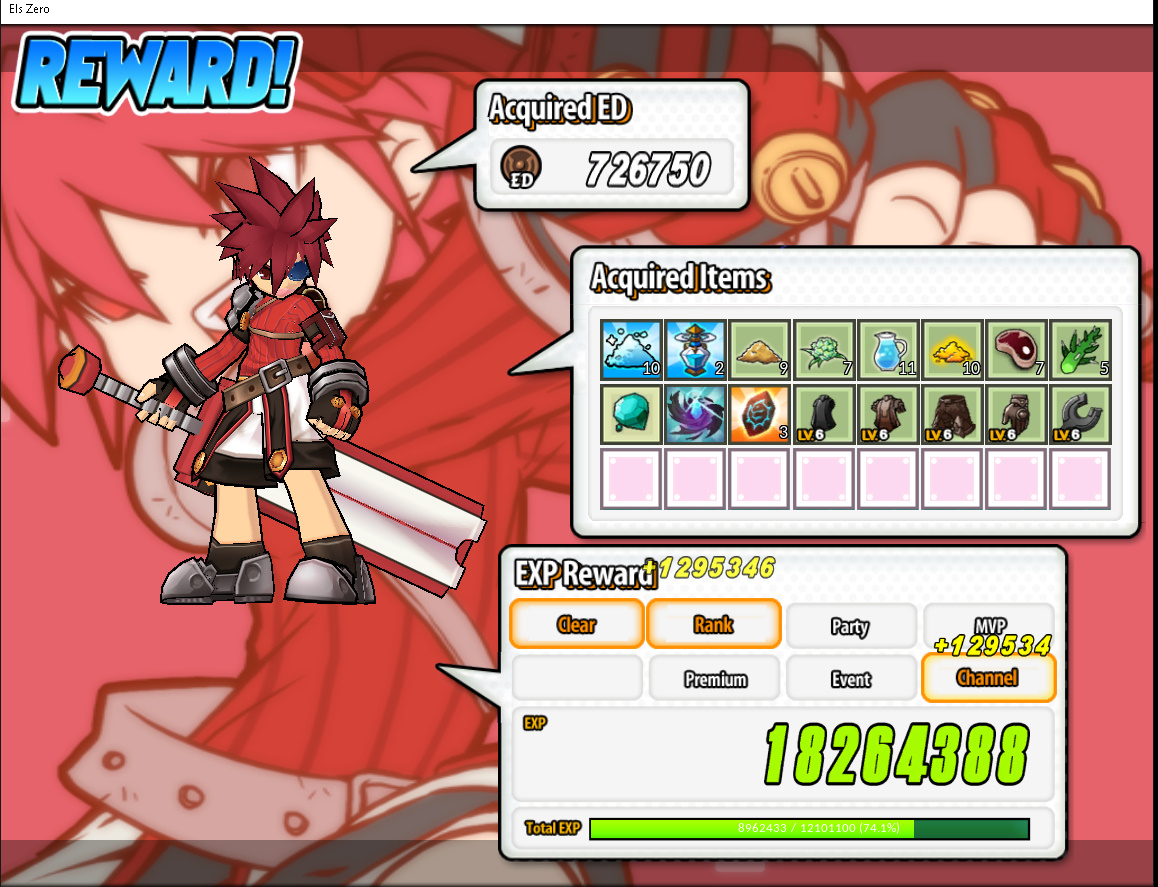 Els Zero
REWARD!
Acquired ED
ED 726750
Acquired Items
10 2 9 7 11 10 7 5
3 LV.6 LV.6 LV.6 LV.6 LV.6
EXP Reward +1295346
Clear Rank Party MVP
+129534
Premium Event Channel
EXP
18264388
Total EXP 8962433 / 12101100 (74.1%)